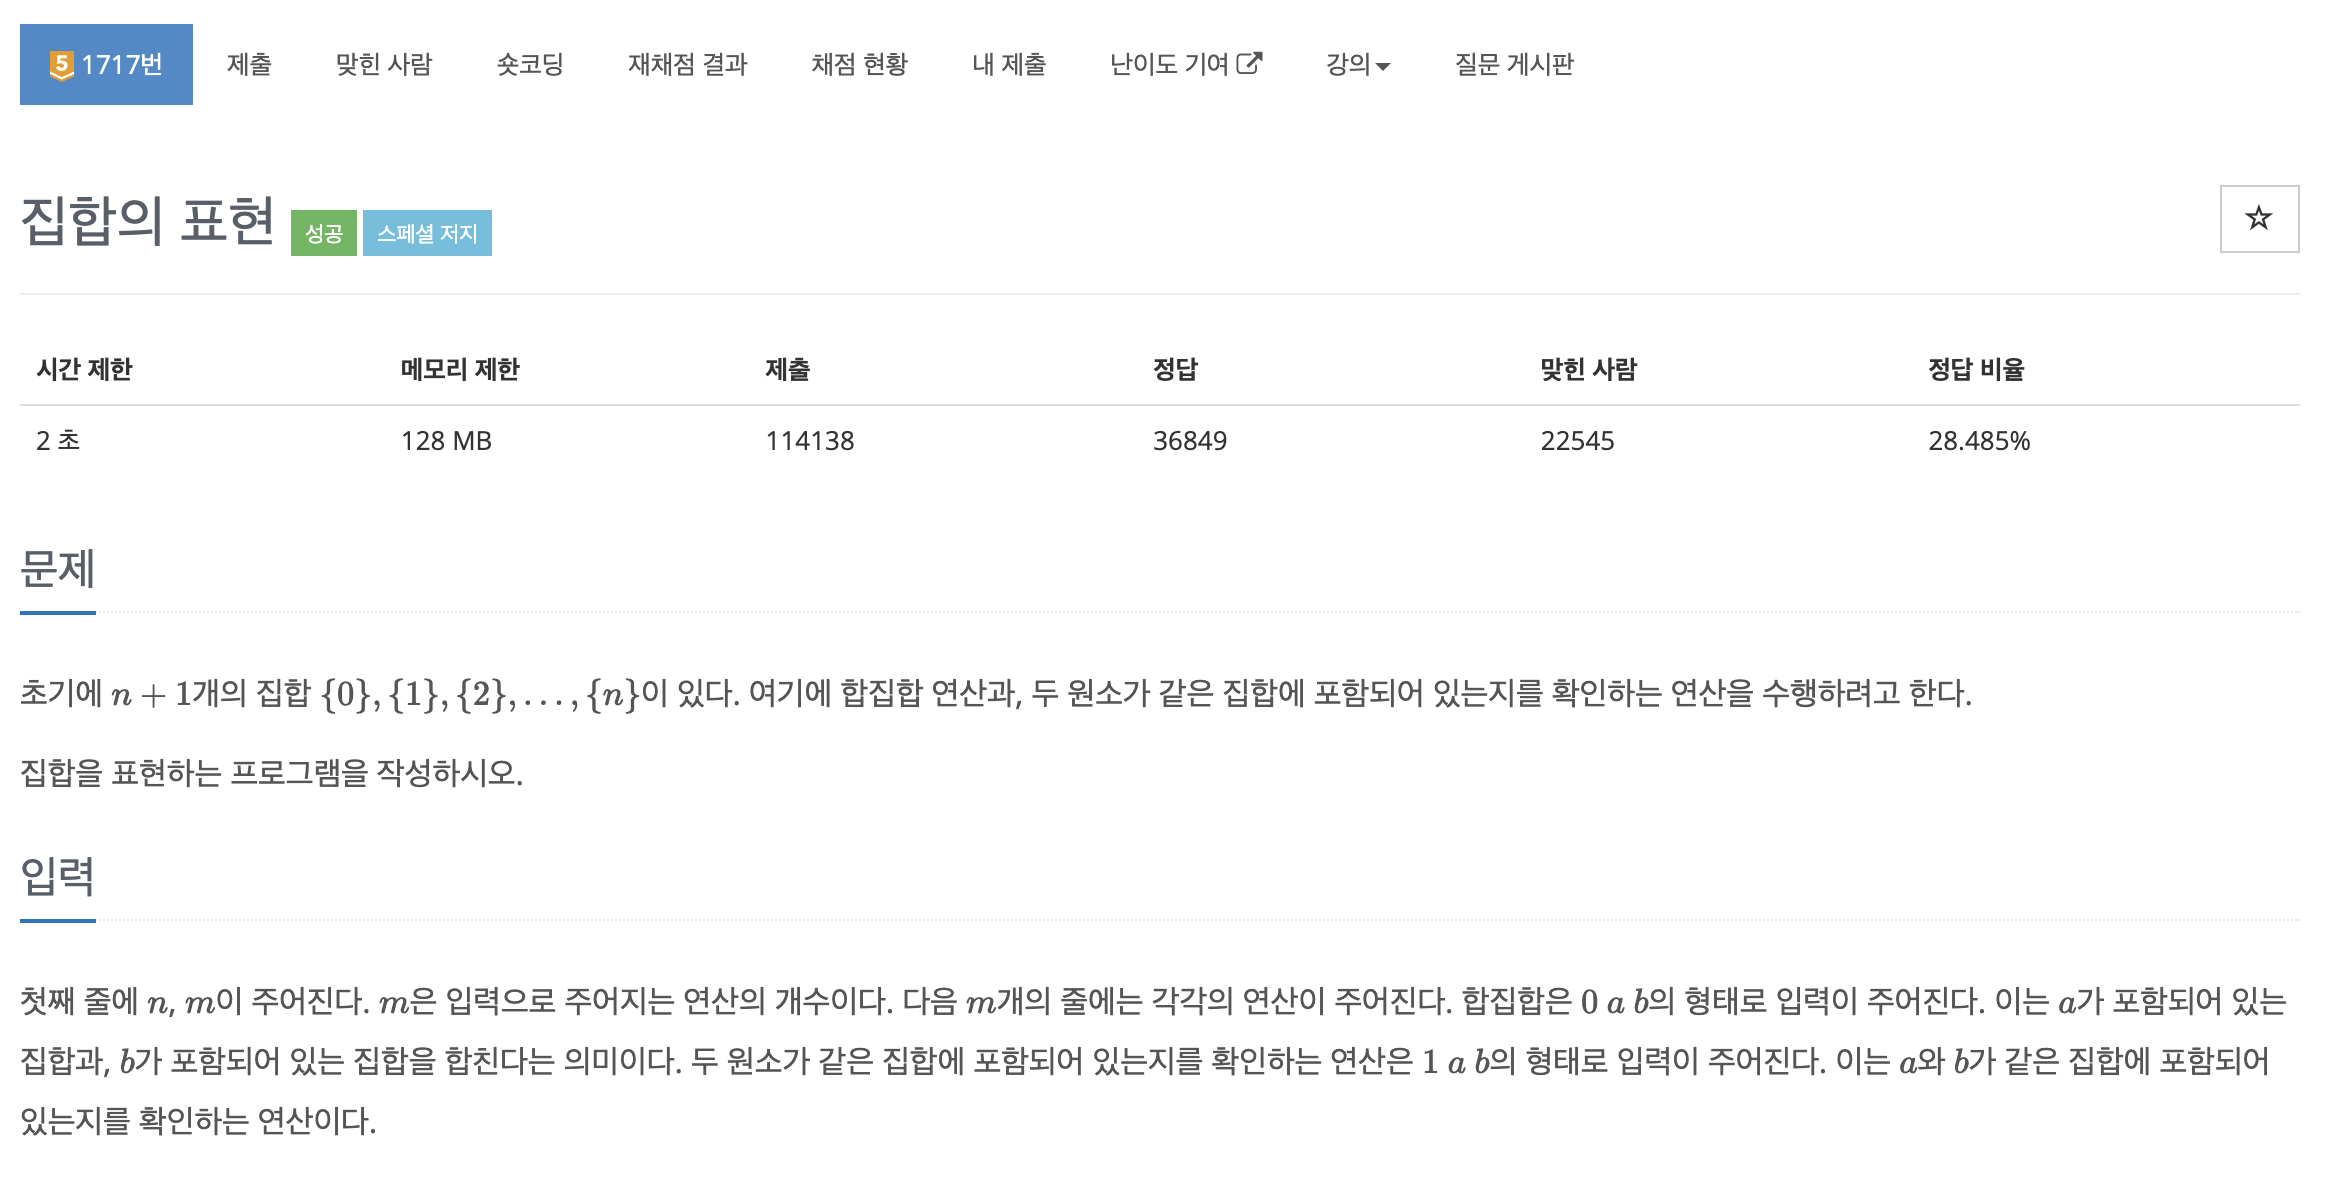 5 1717번 제출 맞힌 사람 숏코딩 재채점 결과 채점 현황 내 제출 난이도 기여 강의 질문 게시판
집합의 표현 성공 스페셜 저지
시간 제한 메모리 제한 제출 정답 맞힌 사람 정답 비율
2 초 128 MB 114138 36849 22545 28.485%
문제
초기에 n + 1개의 집합 {0}, {1}, {2}, . . . , {n}이 있다. 여기에 합집합 연산과, 두 원소가 같은 집합에 포함되어 있는지를 확인하는 연산을 수행하려고 한다.
집합을 표현하는 프로그램을 작성하시오.
입력
첫째 줄에 n, m이 주어진다. m은 입력으로 주어지는 연산의 개수이다. 다음 m개의 줄에는 각각의 연산이 주어진다. 합집합은 0 a b의 형태로 입력이 주어진다. 이는 a가 포함되어 있는
집합과, b가 포함되어 있는 집합을 합친다는 의미이다. 두 원소가 같은 집합에 포함되어 있는지를 확인하는 연산은 1 a b의 형태로 입력이 주어진다. 이는 a와 b가 같은 집합에 포함되어
있는지를 확인하는 연산이다.